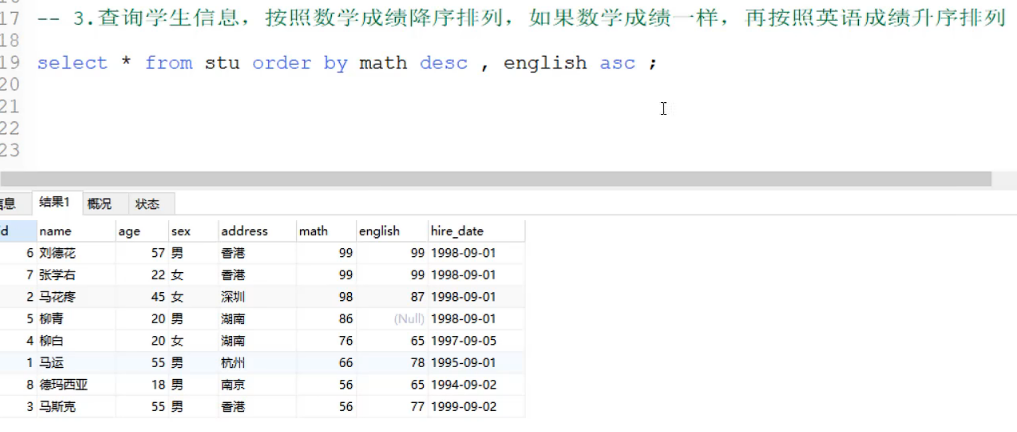 17 -- 3.查询学生信息，按照数学成绩降序排列，如果数学成绩一样，再按照英语成绩升序排列
18
19 select * from stu order by math desc , english asc ;
20
21
22
23
结果1 概况 状态
name age sex address math english hire_date
6 刘德花 57 男 香港 99 99 1998-09-01
7 张学右 22 女 香港 99 99 1998-09-01
2 马花疼 45 女 深圳 98 87 1998-09-01
5 柳青 20 男 湖南 86 (Null) 1998-09-01
4 柳白 20 女 湖南 76 65 1997-09-05
1 马运 55 男 杭州 66 78 1995-09-01
8 德玛西亚 18 男 南京 56 65 1994-09-02
3 马斯克 55 男 香港 56 77 1999-09-02